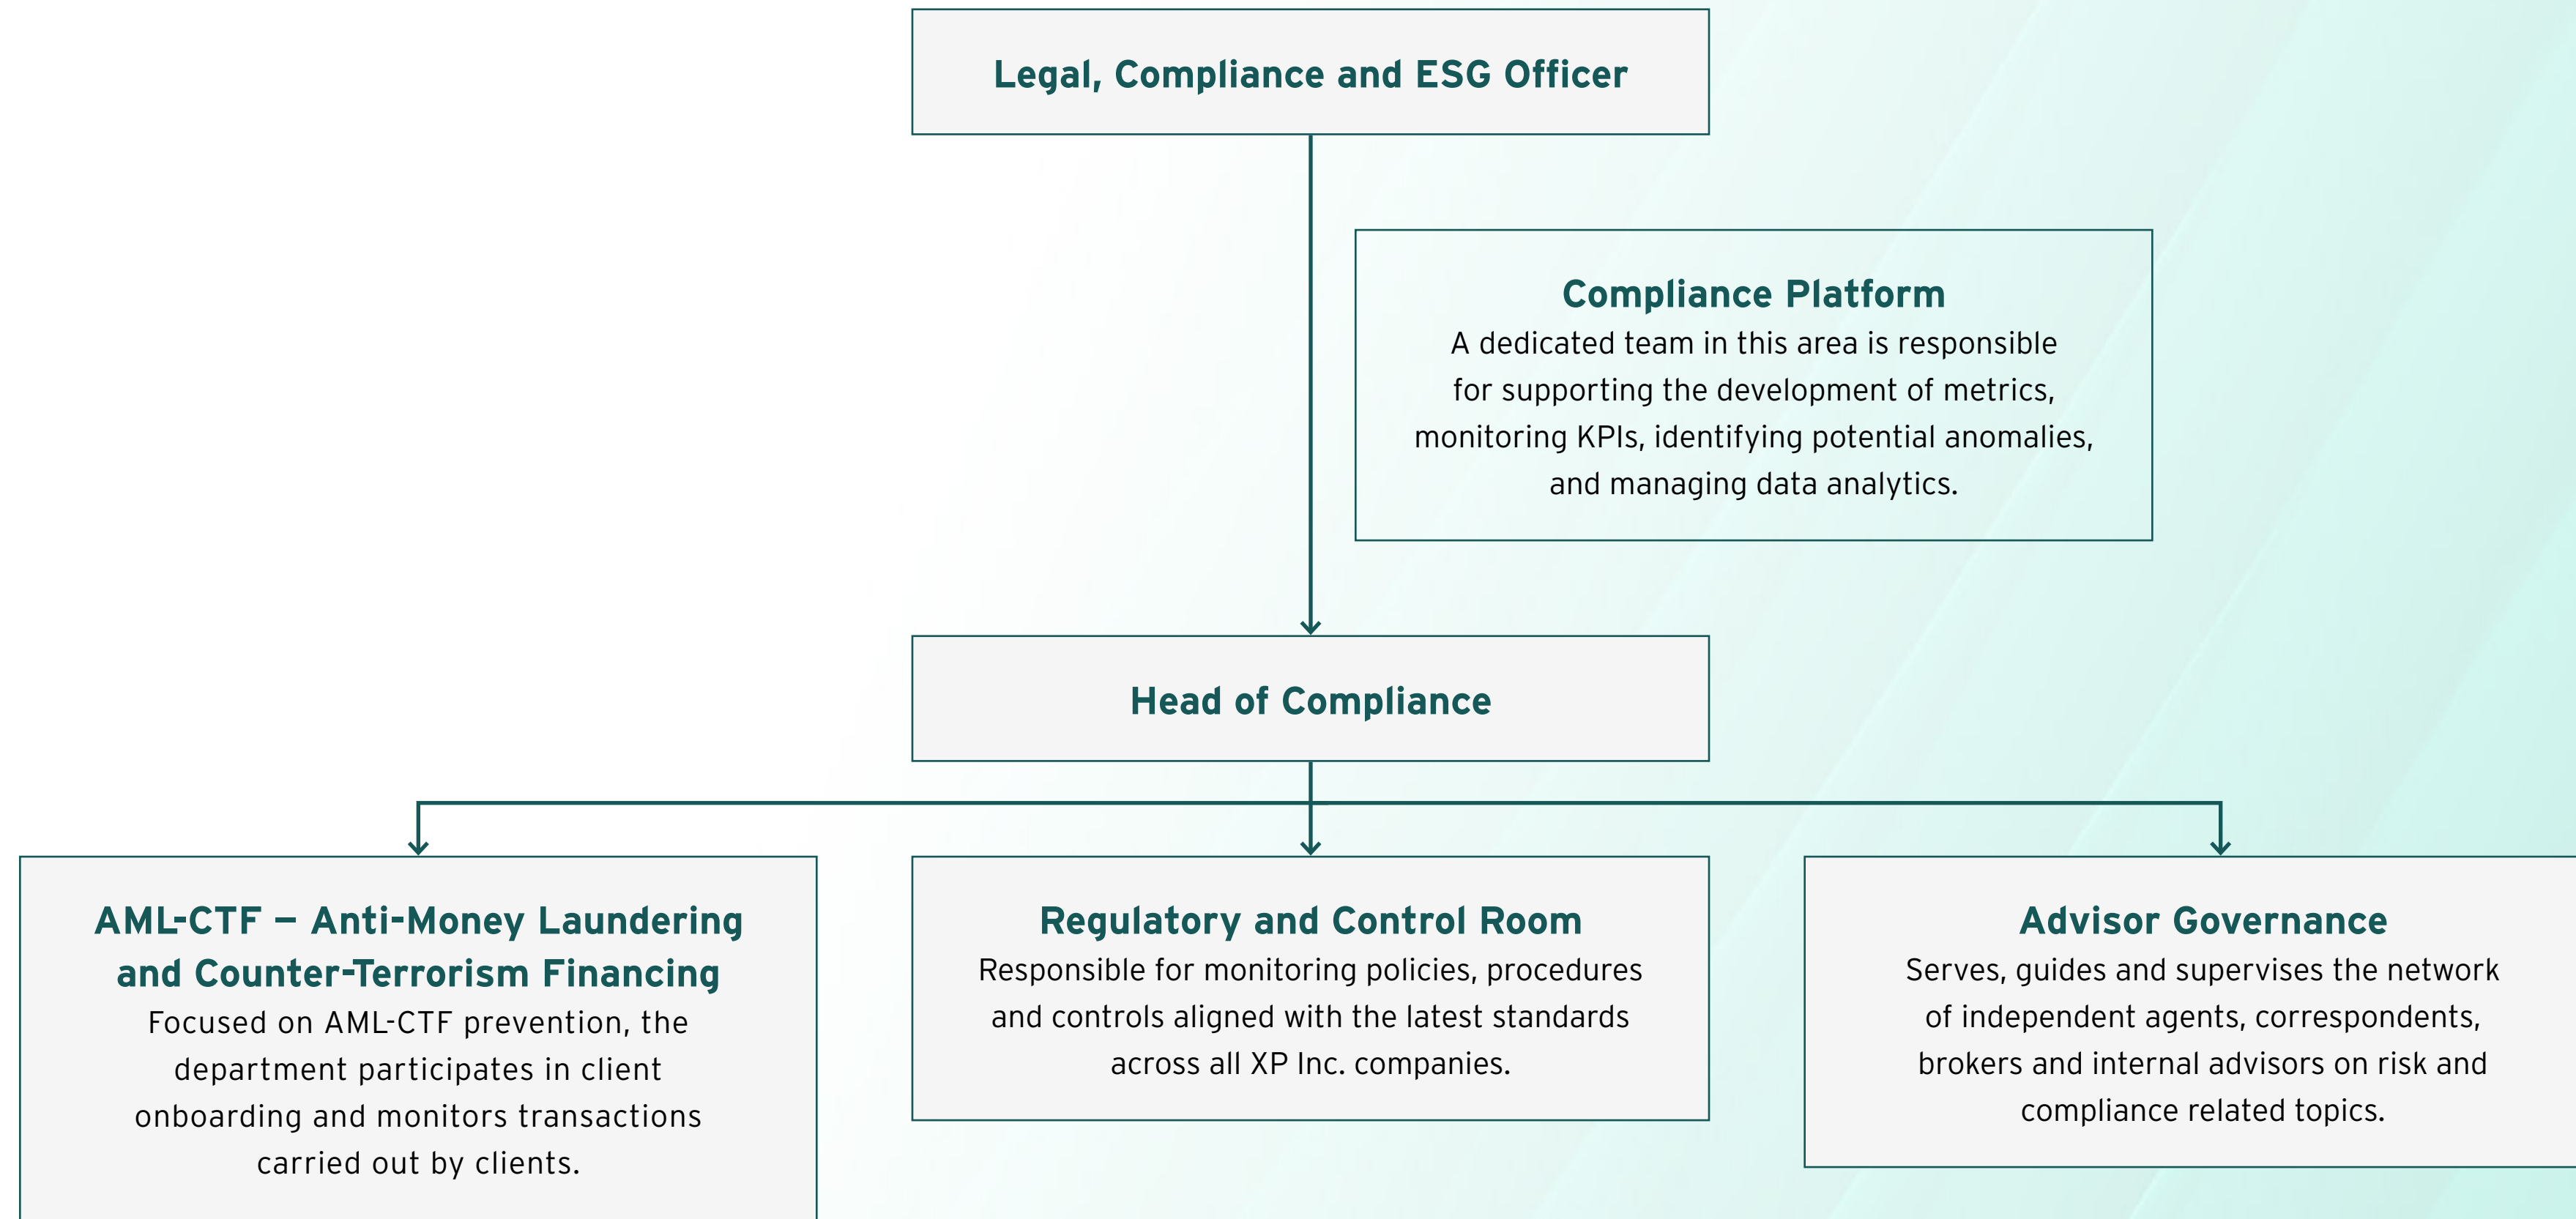 Legal, Compliance and ESG Officer
Compliance Platform
A dedicated team in this area is responsible
for supporting the development of metrics,
monitoring KPIs, identifying potential anomalies,
and managing data analytics.
Head of Compliance
AML-CTF – Anti-Money Laundering
and Counter-Terrorism Financing
Focused on AML-CTF prevention, the
department participates in client
onboarding and monitors transactions
carried out by clients.
Regulatory and Control Room
Responsible for monitoring policies, procedures
and controls aligned with the latest standards
across all XP Inc. companies.
Advisor Governance
Serves, guides and supervises the network
of independent agents, correspondents,
brokers and internal advisors on risk and
compliance related topics.